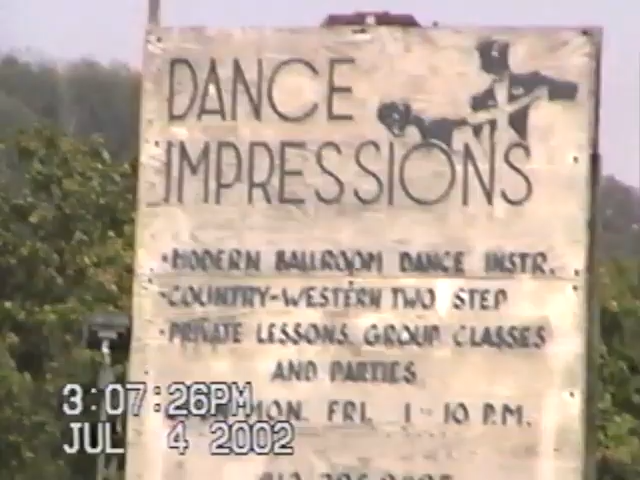 DANCE
IMPRESSIONS
•MODERN BALLROOM DANCE INSTR.
•COUNTRY-WESTERN TWO STEP
•PRIVATE LESSONS, GROUP CLASSES
AND PARTIES
MON. FRI. 1-10 P.M.
3:07:26PM
JUL 4 2002